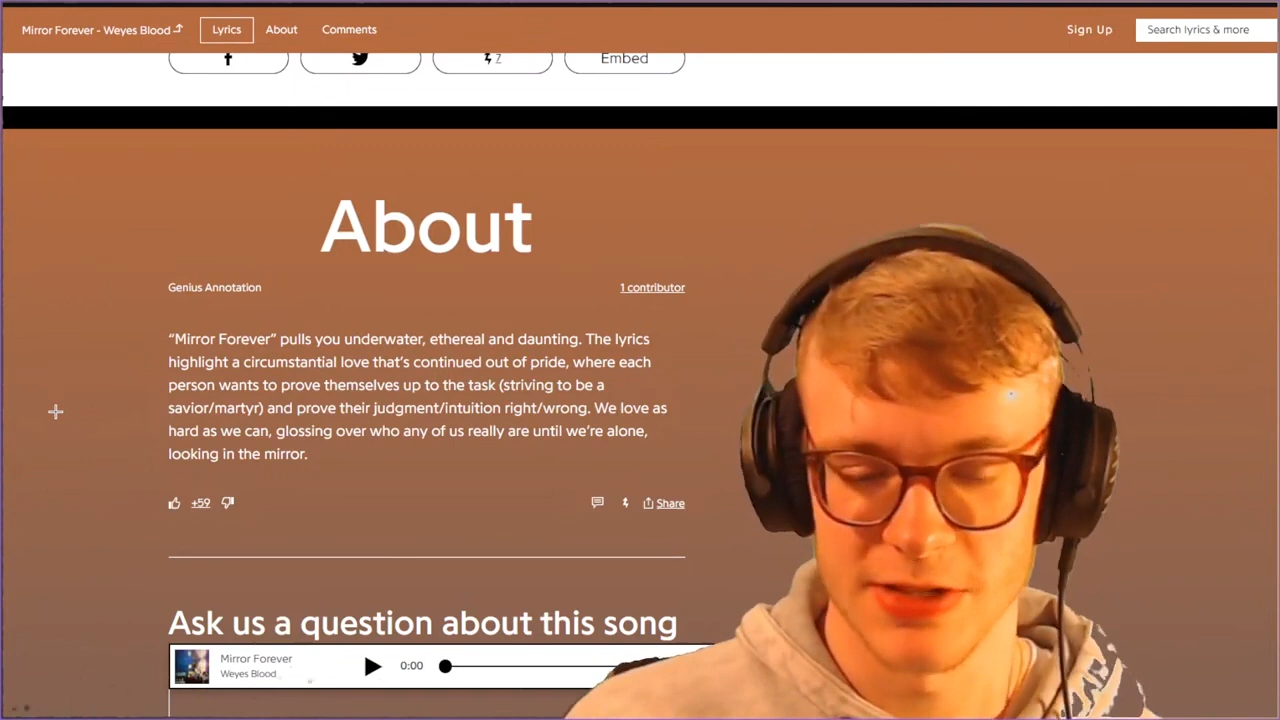 Mirror Forever - Weyes Blood
Lyrics
About
Comments
Sign Up
Search lyrics & more
7
Embed
About
Genius Annotation
1 contributor
“Mirror Forever” pulls you underwater, ethereal and daunting. The lyrics
highlight a circumstantial love that’s continued out of pride, where each
person wants to prove themselves up to the task (striving to be a
savior/martyr) and prove their judgment/intuition right/wrong. We love as
hard as we can, glossing over who any of us really are until we’re alone,
looking in the mirror.
+59
Share
Ask us a question about this song
Mirror Forever
Weyes Blood
0:00